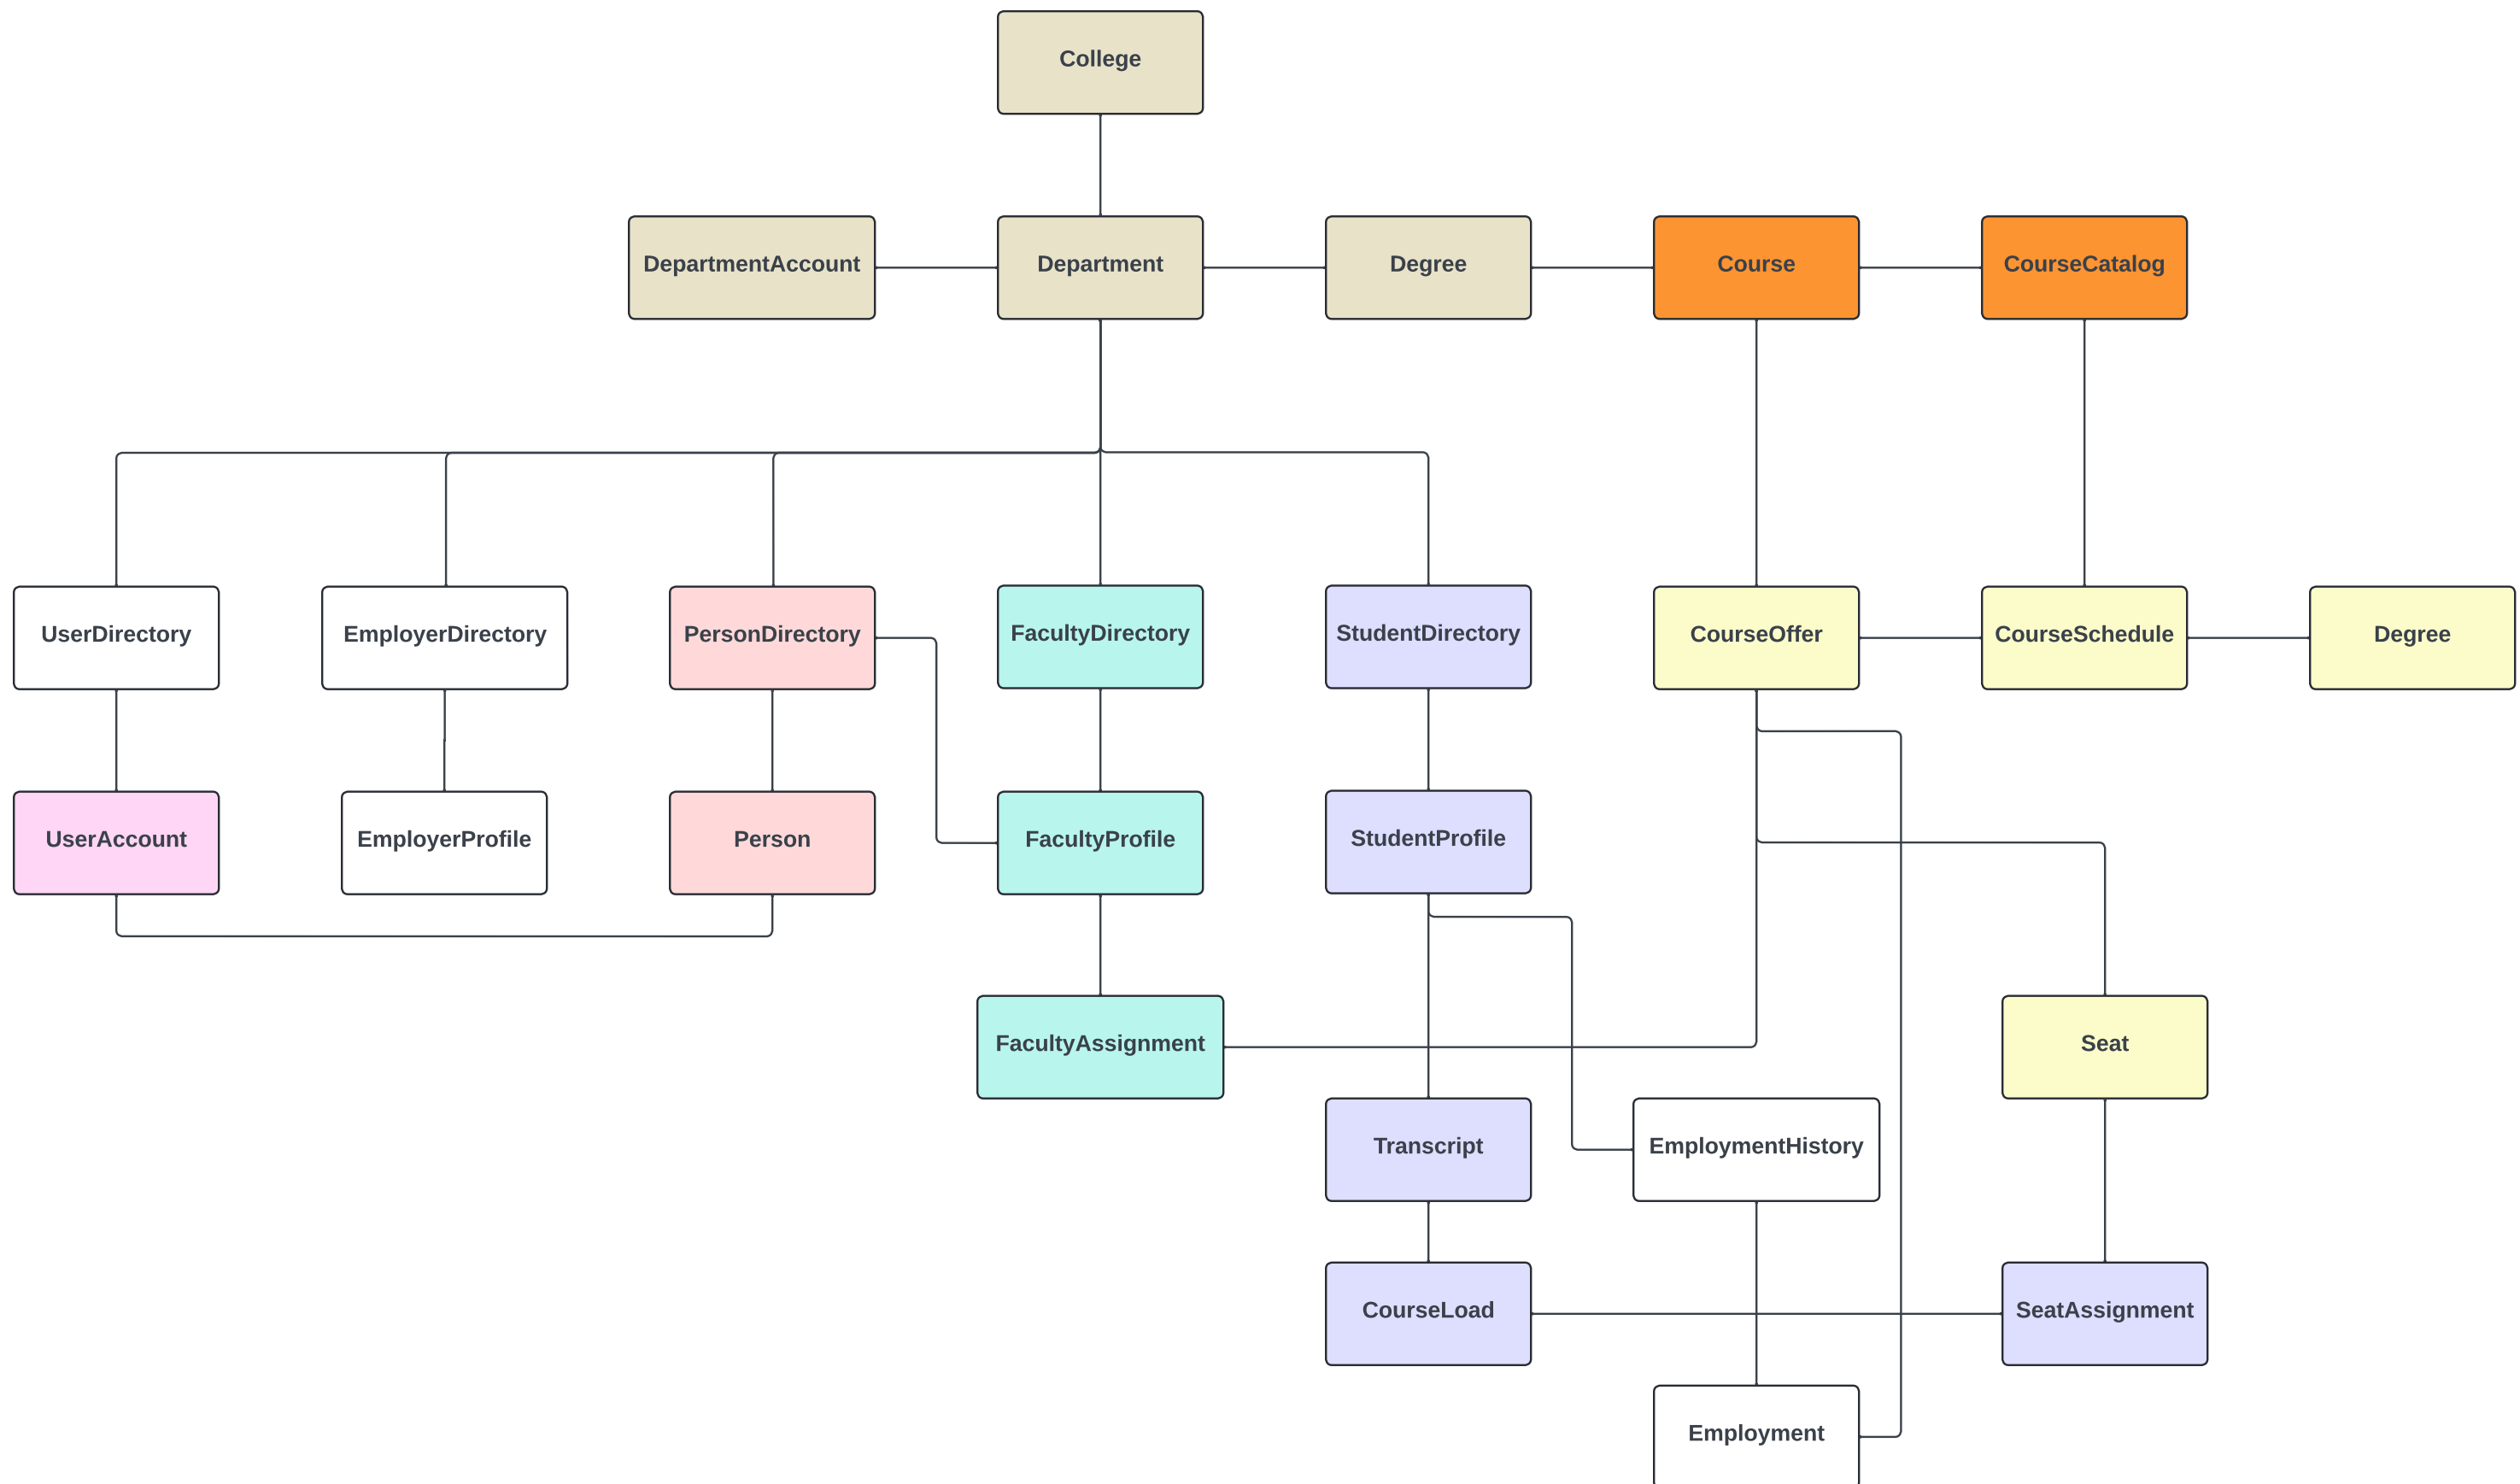 College
DepartmentAccount
Department
Degree
Course
CourseCatalog
UserDirectory
EmployerDirectory
PersonDirectory
FacultyDirectory
StudentDirectory
CourseOffer
CourseSchedule
Degree
UserAccount
EmployerProfile
Person
FacultyProfile
StudentProfile
FacultyAssignment
Seat
Transcript
EmploymentHistory
CourseLoad
SeatAssignment
Employment